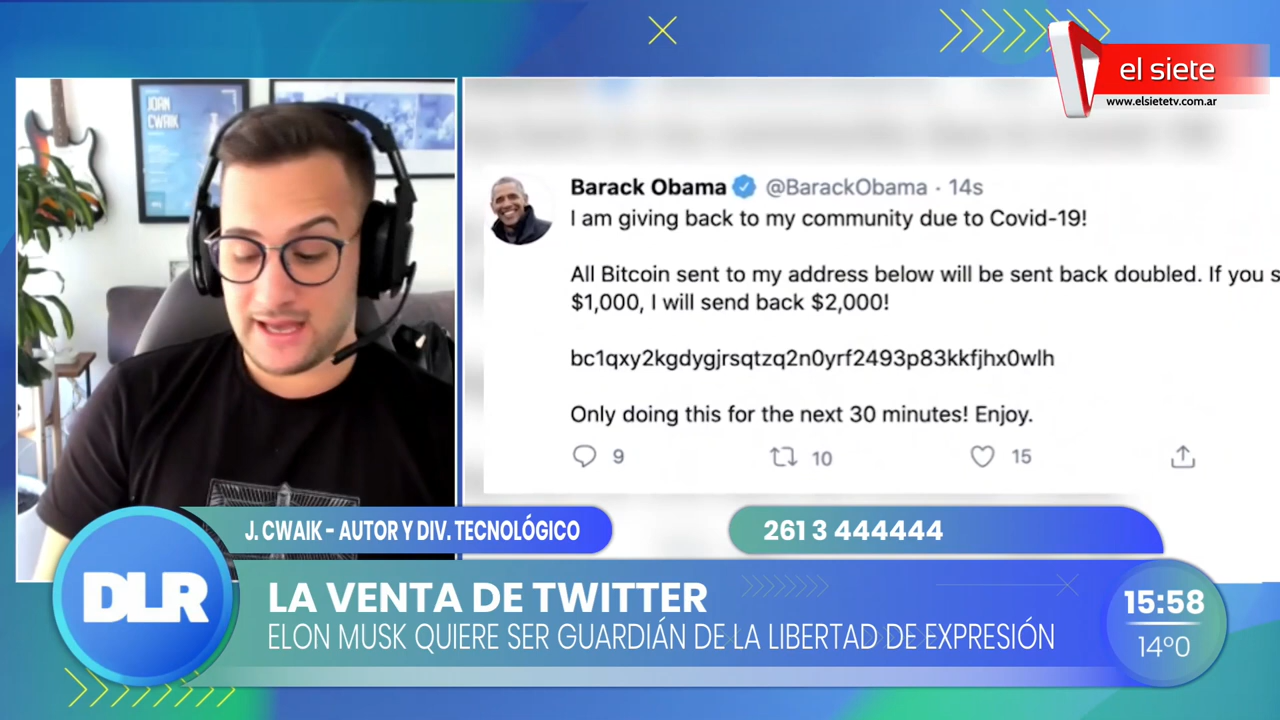 el siete
www.elsietetv.com.ar
JOAN
CWAIK
Barack Obama @BarackObama · 14s
I am giving back to my community due to Covid-19!
All Bitcoin sent to my address below will be sent back doubled. If you s
$1,000, I will send back $2,000!
bc1qxy2kgdygjrsqtzq2n0yrf2493p83kkfjhx0wlh
Only doing this for the next 30 minutes! Enjoy.
9 10 15
J. CWAIK - AUTOR Y DIV. TECNOLÓGICO
261 3 444444
DLR
LA VENTA DE TWITTER
ELON MUSK QUIERE SER GUARDIÁN DE LA LIBERTAD DE EXPRESIÓN
15:58
14°0